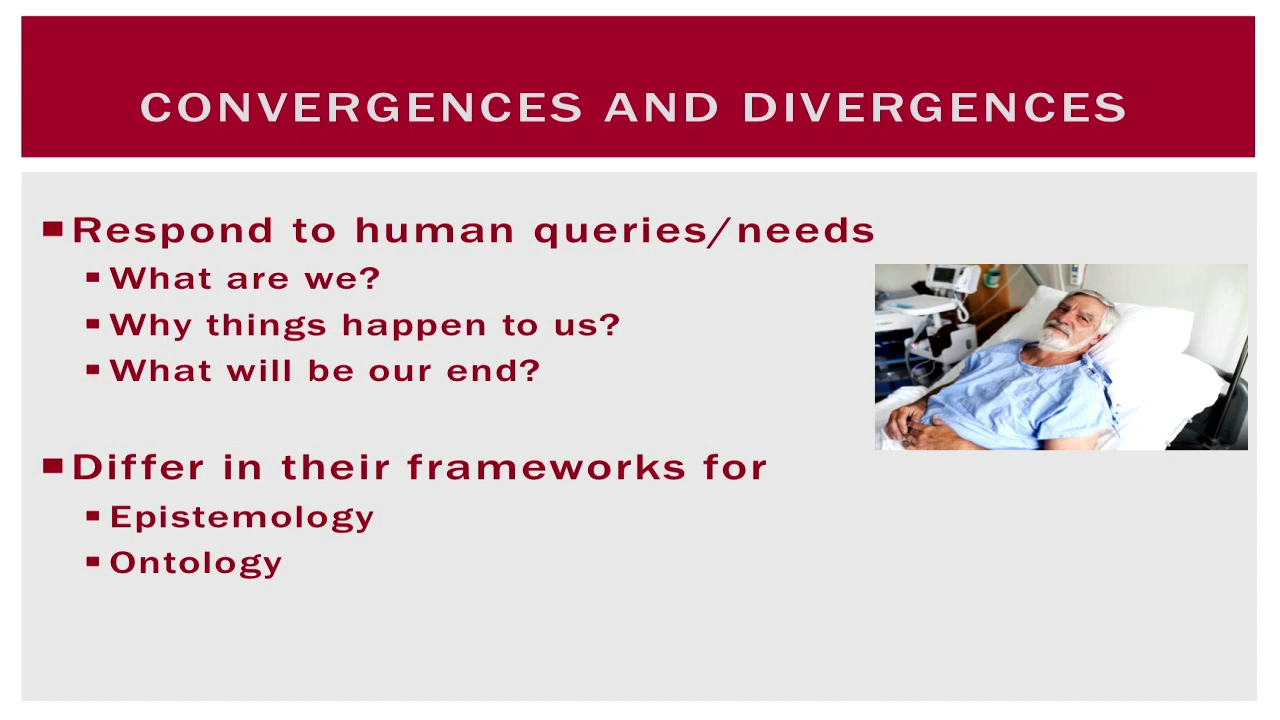 CONVERGENCES AND DIVERGENCES
Respond to human queries/needs
What are we?
Why things happen to us?
What will be our end?
Differ in their frameworks for
Epistemology
Ontology